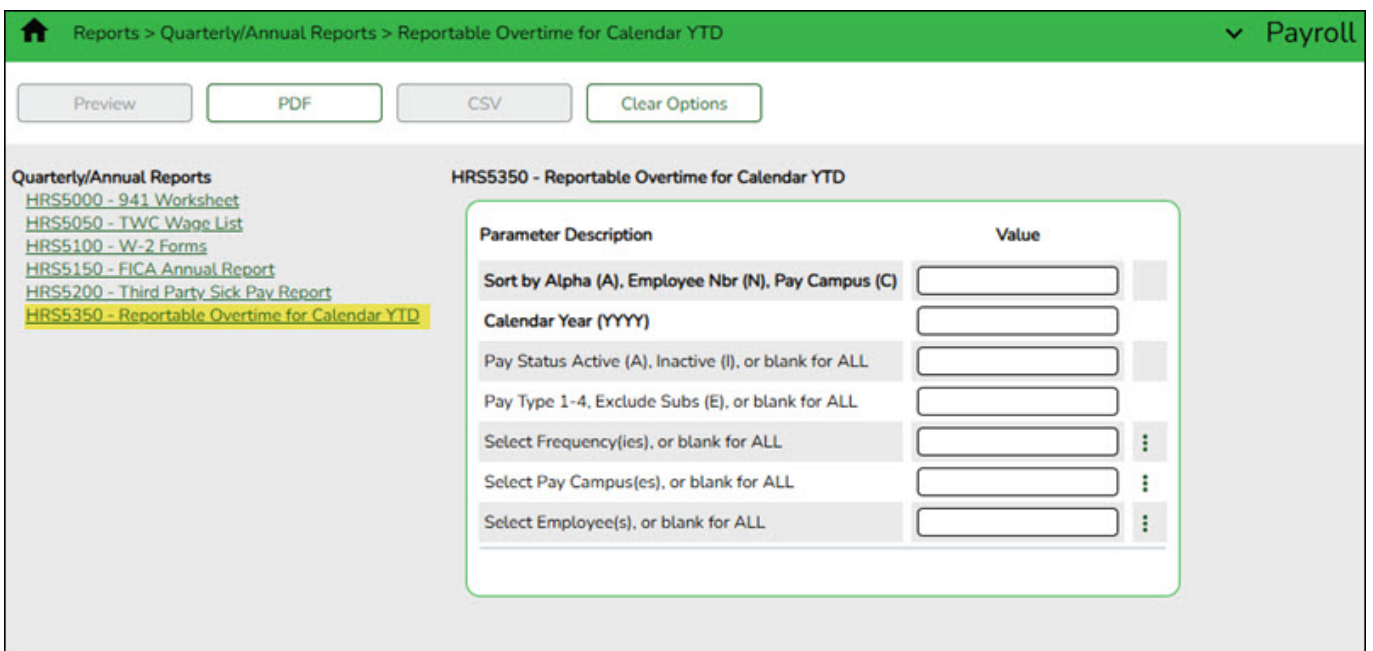 Reports > Quarterly/Annual Reports > Reportable Overtime for Calendar YTD
Payroll
Preview PDF CSV Clear Options
Quarterly/Annual Reports
HRS5000 - 941 Worksheet
HRS5050 - TWC Wage List
HRS5100 - W-2 Forms
HRS5150 - FICA Annual Report
HRS5200 - Third Party Sick Pay Report
HRS5350 - Reportable Overtime for Calendar YTD
HRS5350 - Reportable Overtime for Calendar YTD
Parameter Description Value
Sort by Alpha (A), Employee Nbr (N), Pay Campus (C)
Calendar Year (YYYY)
Pay Status Active (A), Inactive (I), or blank for ALL
Pay Type 1-4, Exclude Subs (E), or blank for ALL
Select Frequency(ies), or blank for ALL
Select Pay Campus(es), or blank for ALL
Select Employee(s), or blank for ALL